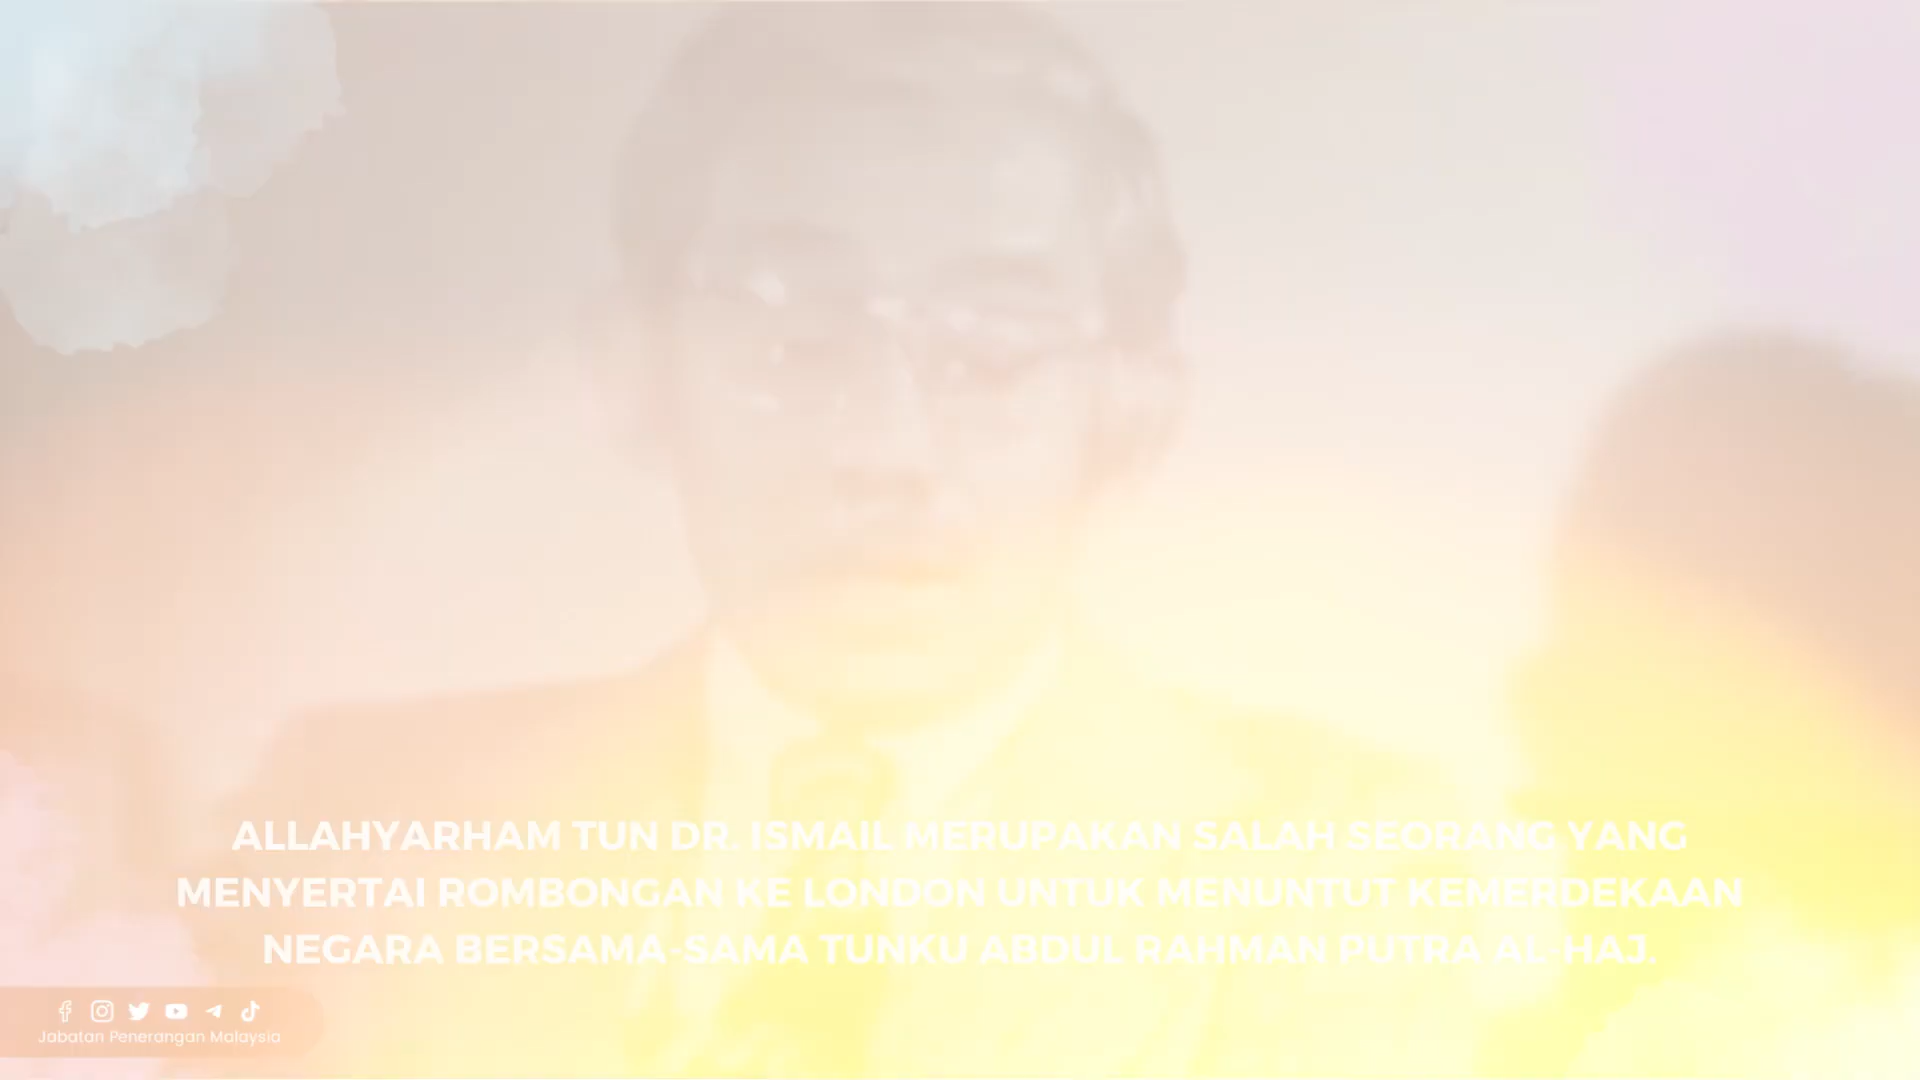 ALLAHYARHAM TUN DR. ISMAIL MERUPAKAN SALAH SEORANG YANG
MENYERTAI ROMBONGAN KE LONDON UNTUK MENUNTUT KEMERDEKAAN
NEGARA BERSAMA-SAMA TUNKU ABDUL RAHMAN PUTRA AL-HAJ.
Jabatan Penerangan Malaysia